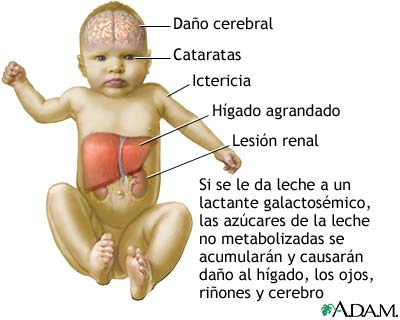 Daño cerebral
Cataratas
Ictericia
Hígado agrandado
Lesión renal
Si se le da leche a un
lactante galactosémico,
las azúcares de la leche
no metabolizadas se
acumularán y causarán
daño al hígado, los ojos,
riñones y cerebro
A.D.A.M.